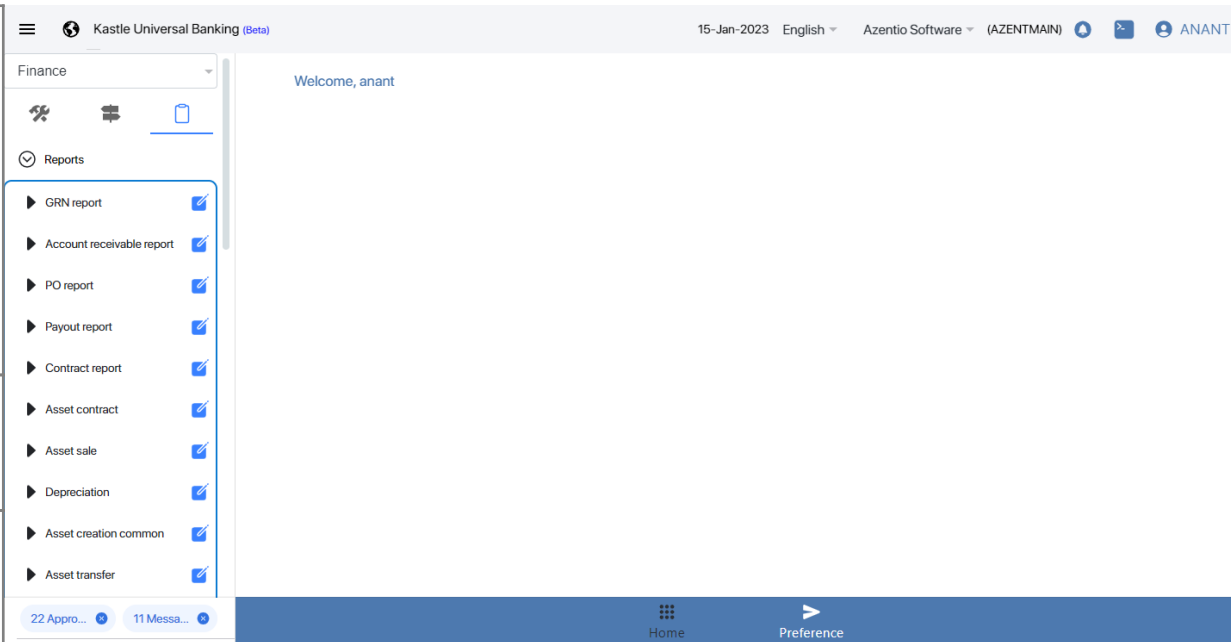 Kastle Universal Banking (Beta)
15-Jan-2023 English Azentio Software (AZENTMAIN) ANANT
Finance
Welcome, anant
Reports
GRN report
Account receivable report
PO report
Payout report
Contract report
Asset contract
Asset sale
Depreciation
Asset creation common
Asset transfer
22 Appro... 11 Messa...
Home
Preference